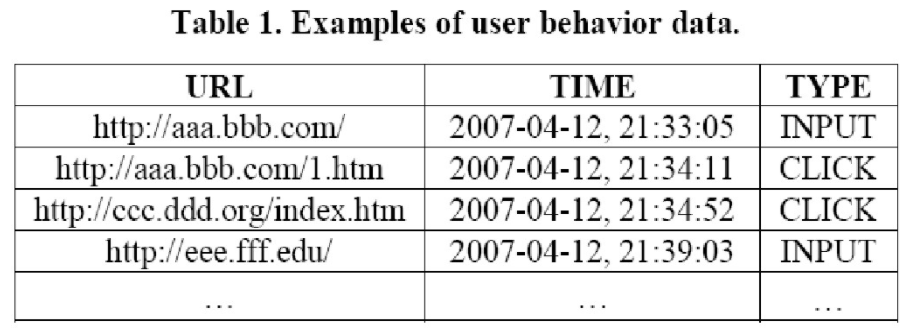 Table 1. Examples of user behavior data.
URL TIME TYPE
http://aaa.bbb.com/ 2007-04-12, 21:33:05 INPUT
http://aaa.bbb.com/1.htm 2007-04-12, 21:34:11 CLICK
http://ccc.ddd.org/index.htm 2007-04-12, 21:34:52 CLICK
http://eee.fff.edu/ 2007-04-12, 21:39:03 INPUT
… … …